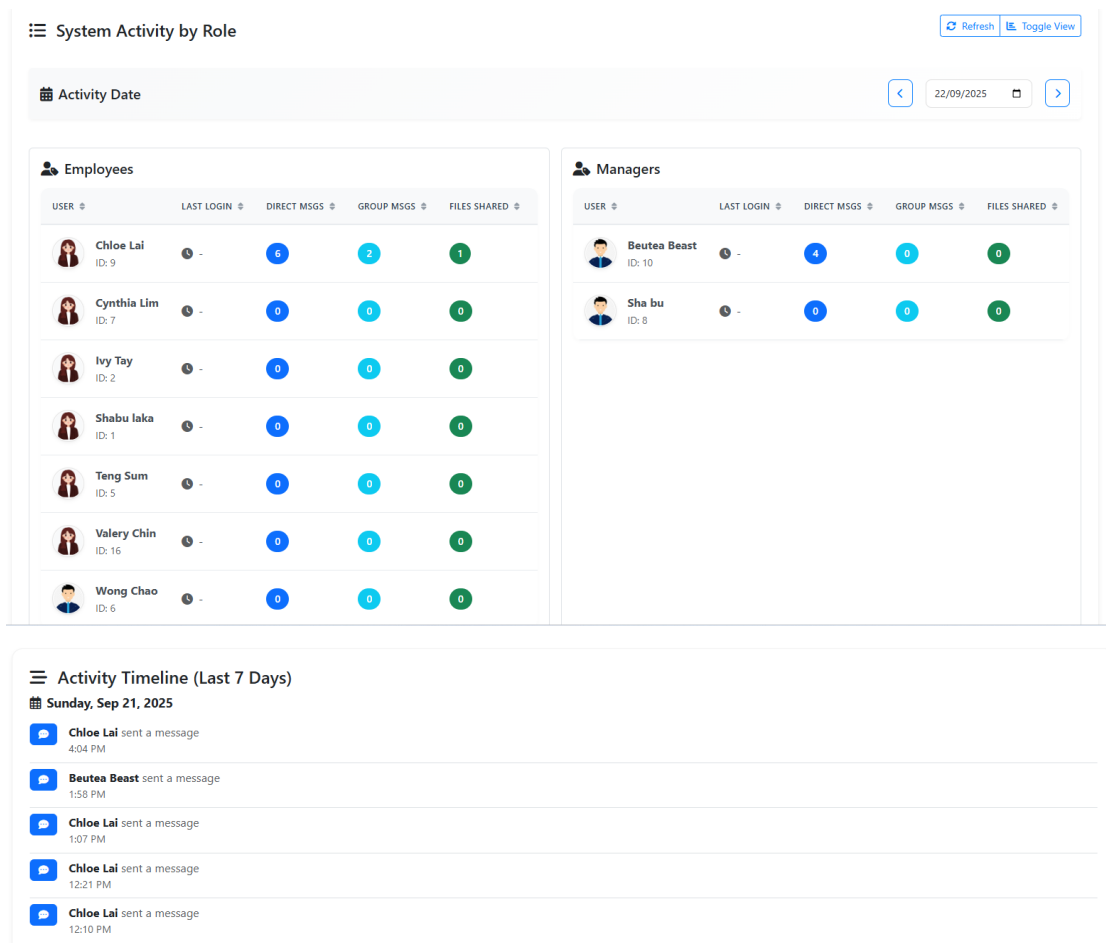 System Activity by Role
Refresh
Toggle View
Activity Date
22/09/2025
Employees
USER LAST LOGIN DIRECT MSGS GROUP MSGS FILES SHARED
Chloe Lai
ID: 9
- 6 2 1
Cynthia Lim
ID: 7
- 0 0 0
Ivy Tay
ID: 2
- 0 0 0
Shabu laka
ID: 1
- 0 0 0
Teng Sum
ID: 5
- 0 0 0
Valery Chin
ID: 16
- 0 0 0
Wong Chao
ID: 6
- 0 0 0
Managers
USER LAST LOGIN DIRECT MSGS GROUP MSGS FILES SHARED
Beutea Beast
ID: 10
- 4 0 0
Sha bu
ID: 8
- 0 0 0
Activity Timeline (Last 7 Days)
Sunday, Sep 21, 2025
Chloe Lai sent a message
4:04 PM
Beutea Beast sent a message
1:58 PM
Chloe Lai sent a message
1:07 PM
Chloe Lai sent a message
12:21 PM
Chloe Lai sent a message
12:10 PM